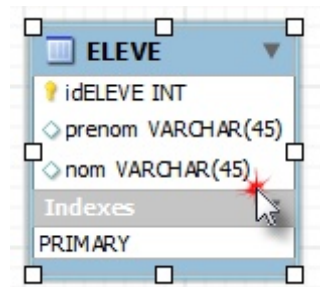 ELEVE
idELEVE INT
prenom VARCHAR(45)
nom VARCHAR(45)
Indexes
PRIMARY